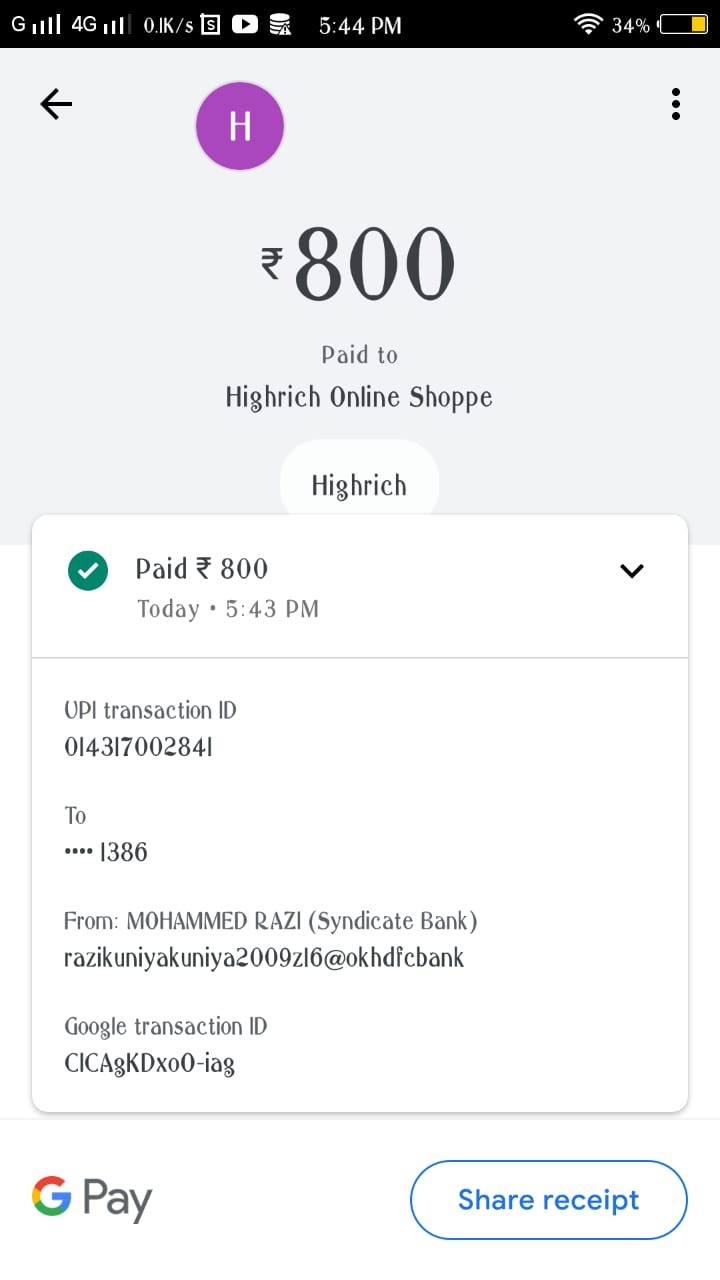 G 4G 0.1K/s S 5:44 PM 34%
H
₹800
Paid to
Highrich Online Shoppe
Highrich
Paid ₹ 800
Today • 5:43 PM
UPI transaction ID
014317002841
To
•••• 1386
From: MOHAMMED RAZI (Syndicate Bank)
razikuniyakuniya2009z16@okhdfcbank
Google transaction ID
CICAgKDxo0-iag
G Pay
Share receipt